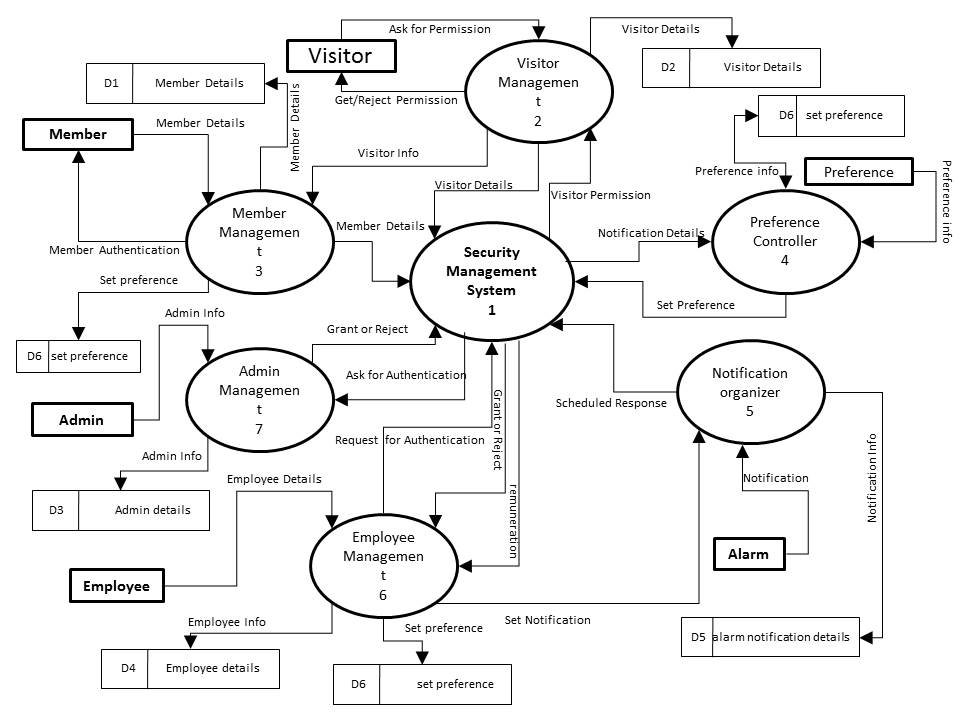 Ask for Permission
Visitor
Visitor
Managemen
t
2
Visitor Details
D2 Visitor Details
D1 Member Details
Get/Reject Permission
D6 set preference
Member
Member Details
Member Details
Visitor Info
Preference info
Preference
Preference info
Visitor Details
Visitor Permission
Member
Managemen
t
3
Member Details
Notification Details
Preference
Controller
4
Member Authentication
Security
Management
System
1
Set preference
Set Preference
Admin Info
Grant or Reject
D6 set preference
Admin
Managemen
t
7
Ask for Authentication
Notification
organizer
5
Scheduled Response
Admin
Request for Authentication
Grant or Reject
Notification Info
Admin Info
Employee Details
Notification
D3 Admin details
remuneration
Employee
Managemen
t
6
Alarm
Employee
Employee Info
Set preference
Set Notification
D5 alarm notification details
D4 Employee details
D6 set preference